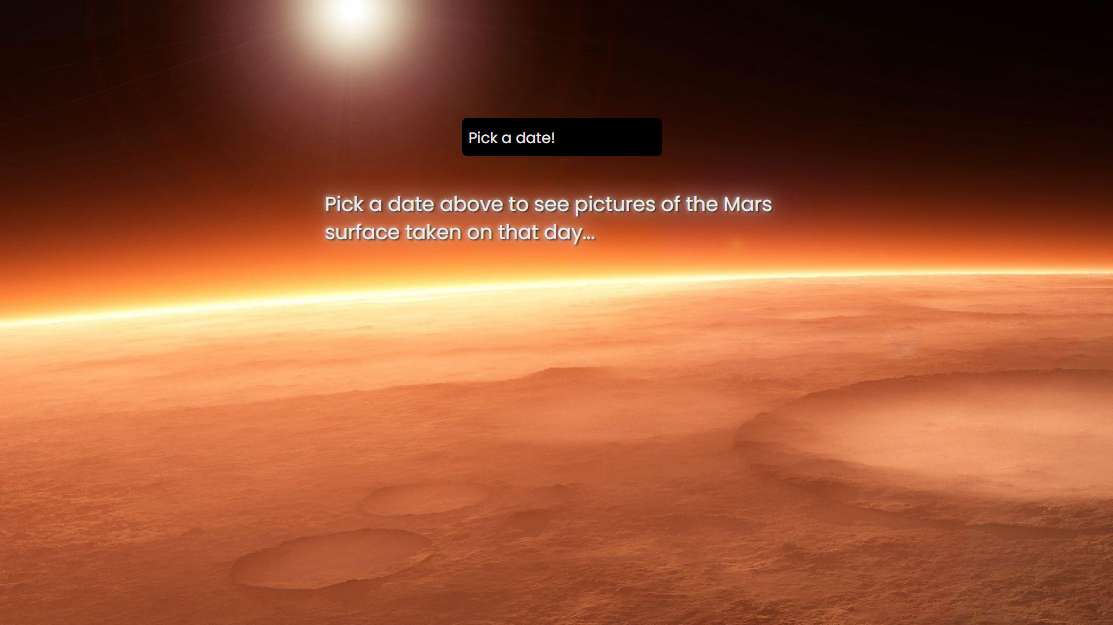 Pick a date!
Pick a date above to see pictures of the Mars
surface taken on that day...